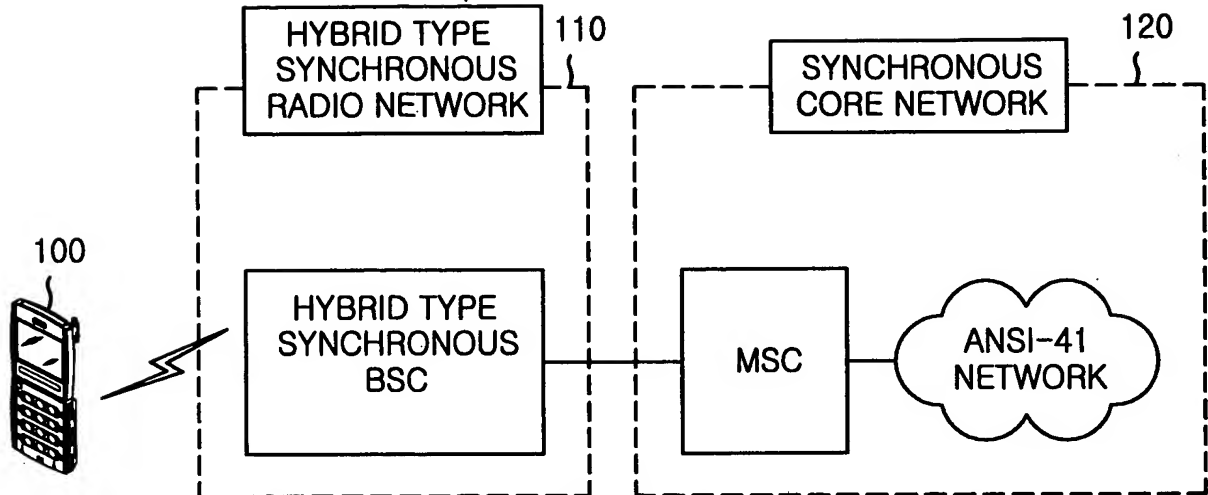 HYBRID TYPE
SYNCHRONOUS
RADIO NETWORK
110
SYNCHRONOUS
CORE NETWORK
120
100
HYBRID TYPE
SYNCHRONOUS
BSC
MSC
ANSI-41
NETWORK